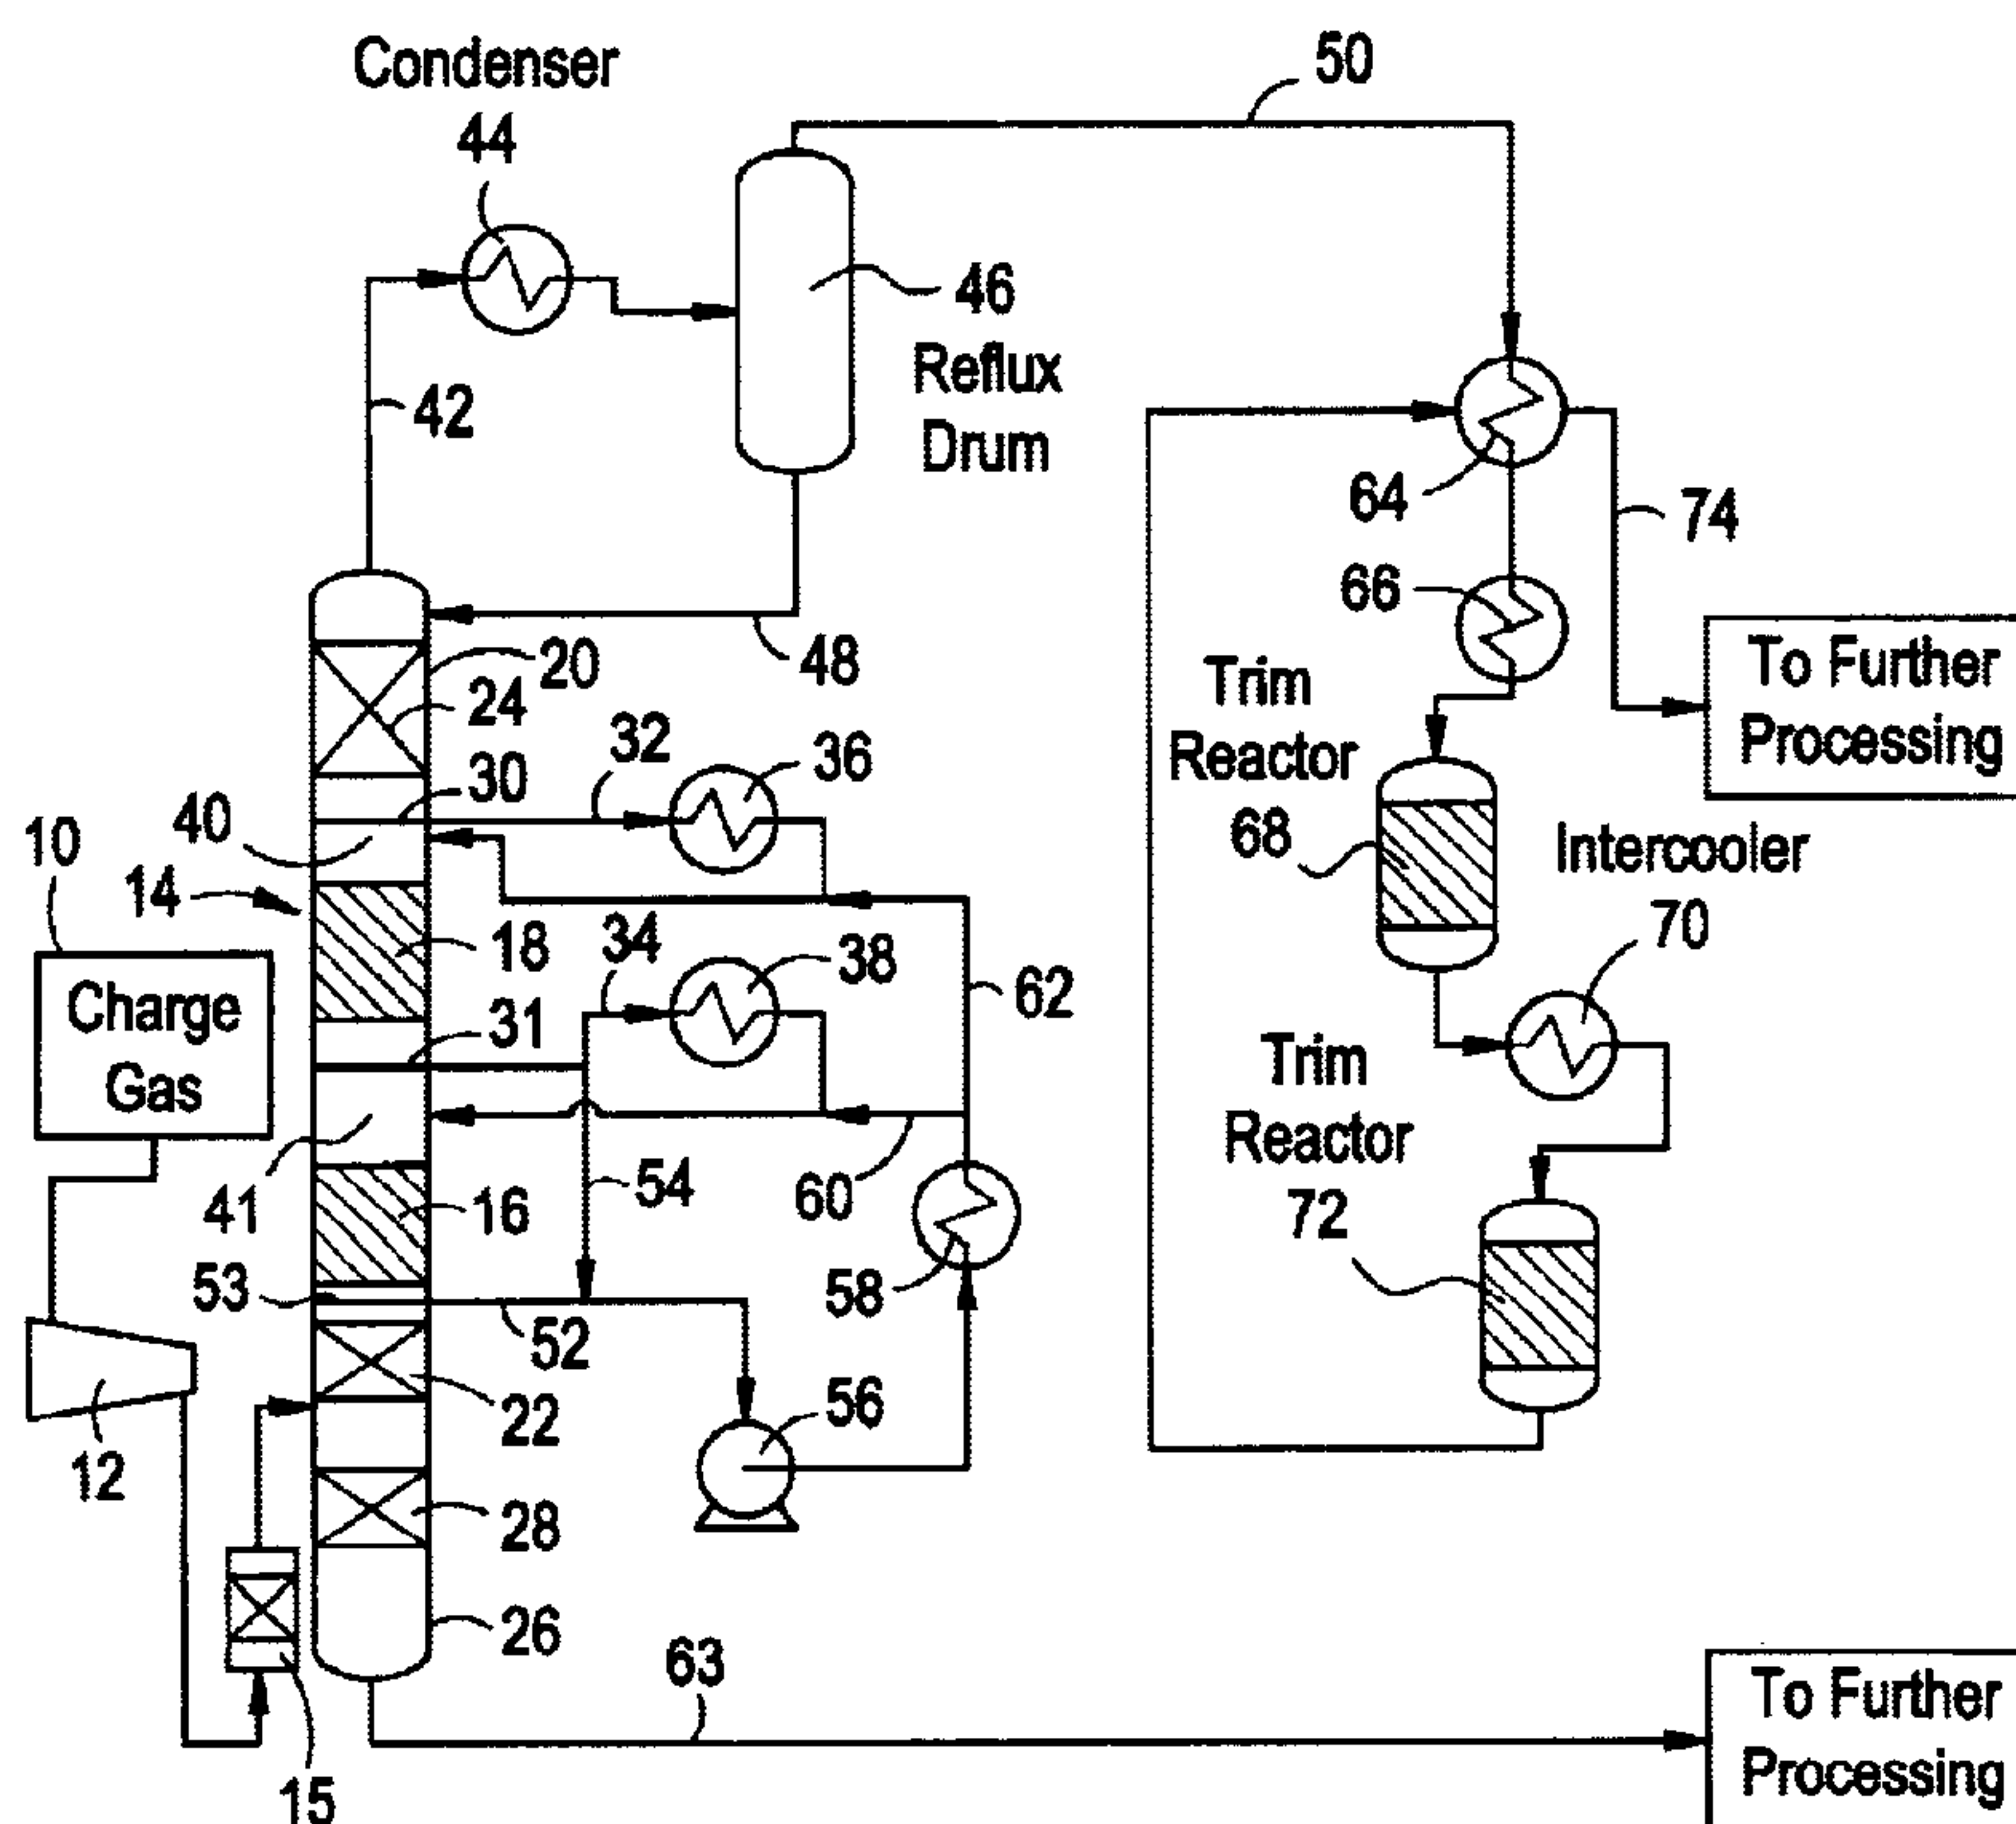 Condenser
44
50
46
Reflux
Drum
42
48
64
74
66
To Further
Processing
20
24
30
32
36
40
10
14
Trim
Reactor
68
Intercooler
70
18
34
38
62
31
Charge
Gas
Trim
Reactor
72
41
16
54
60
53
58
52
22
56
12
28
26
63
15
To Further
Processing